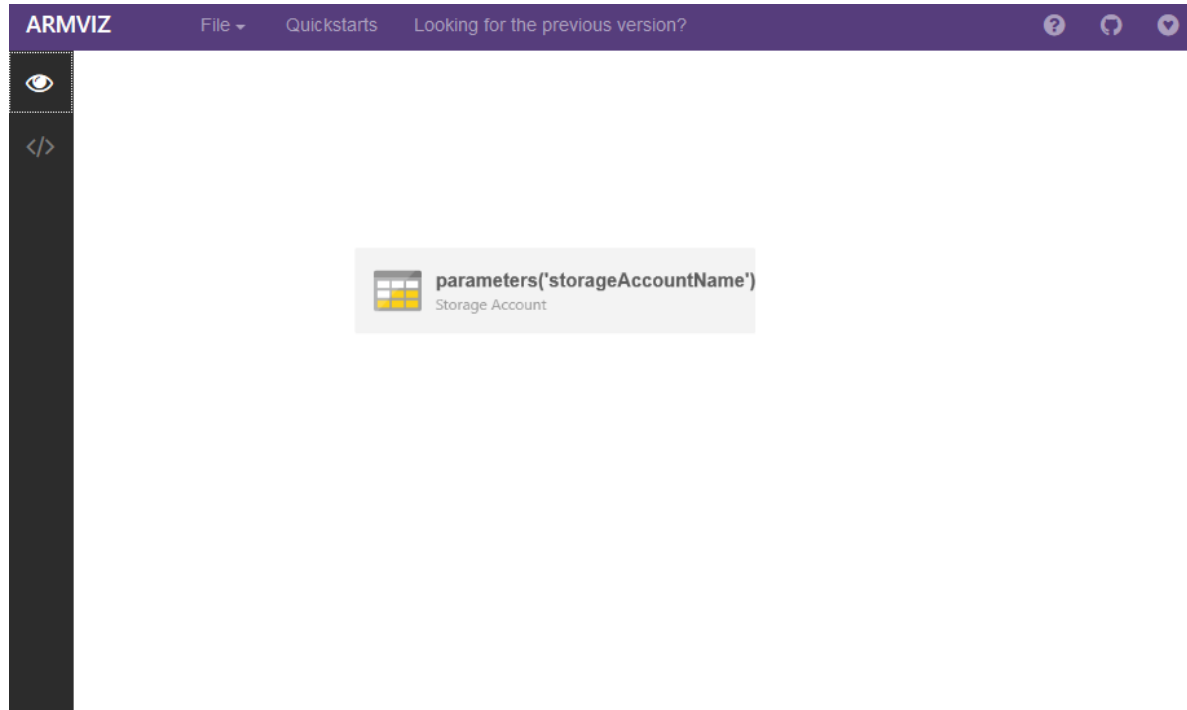 ARMVIZ File Quickstarts Looking for the previous version? ?
</>
parameters('storageAccountName')
Storage Account